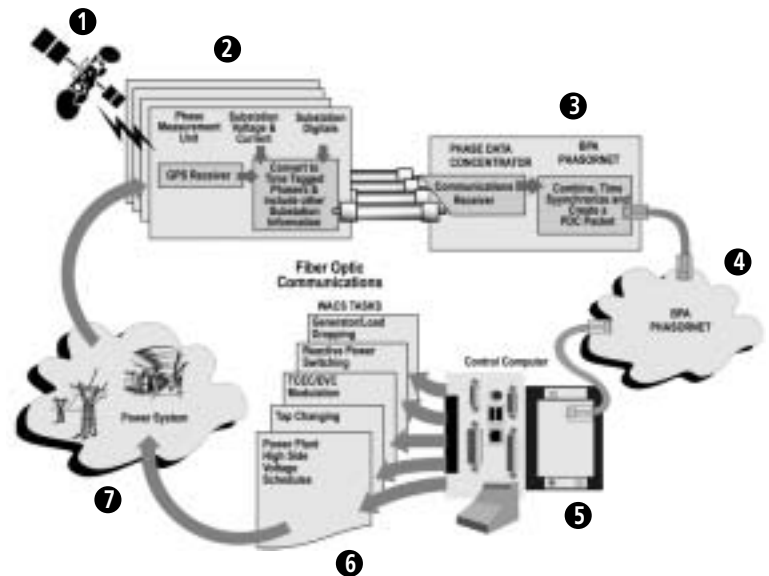 1
2
3
Phase
Measurement
Unit
Substation
Voltage &
Current
Substation
Digitals
GPS Receiver
Convert to
Time Tagged
Phasors &
Include other
Substation
Information
PHASE DATA
CONCENTRATOR
BPA
PHASORNET
Communications
Receiver
Combine, Time
Synchronize and
Create a
PDC Packet
4
BPA
PHASORNET
Fiber Optic
Communications
WACS TASKS
Generator/Load
Dropping
Reactive Power
Switching
TCSC/SVC
Modulation
Tap Changing
Power Plant
High Side
Voltage
Schedules
Control Computer
Power System
5
6
7